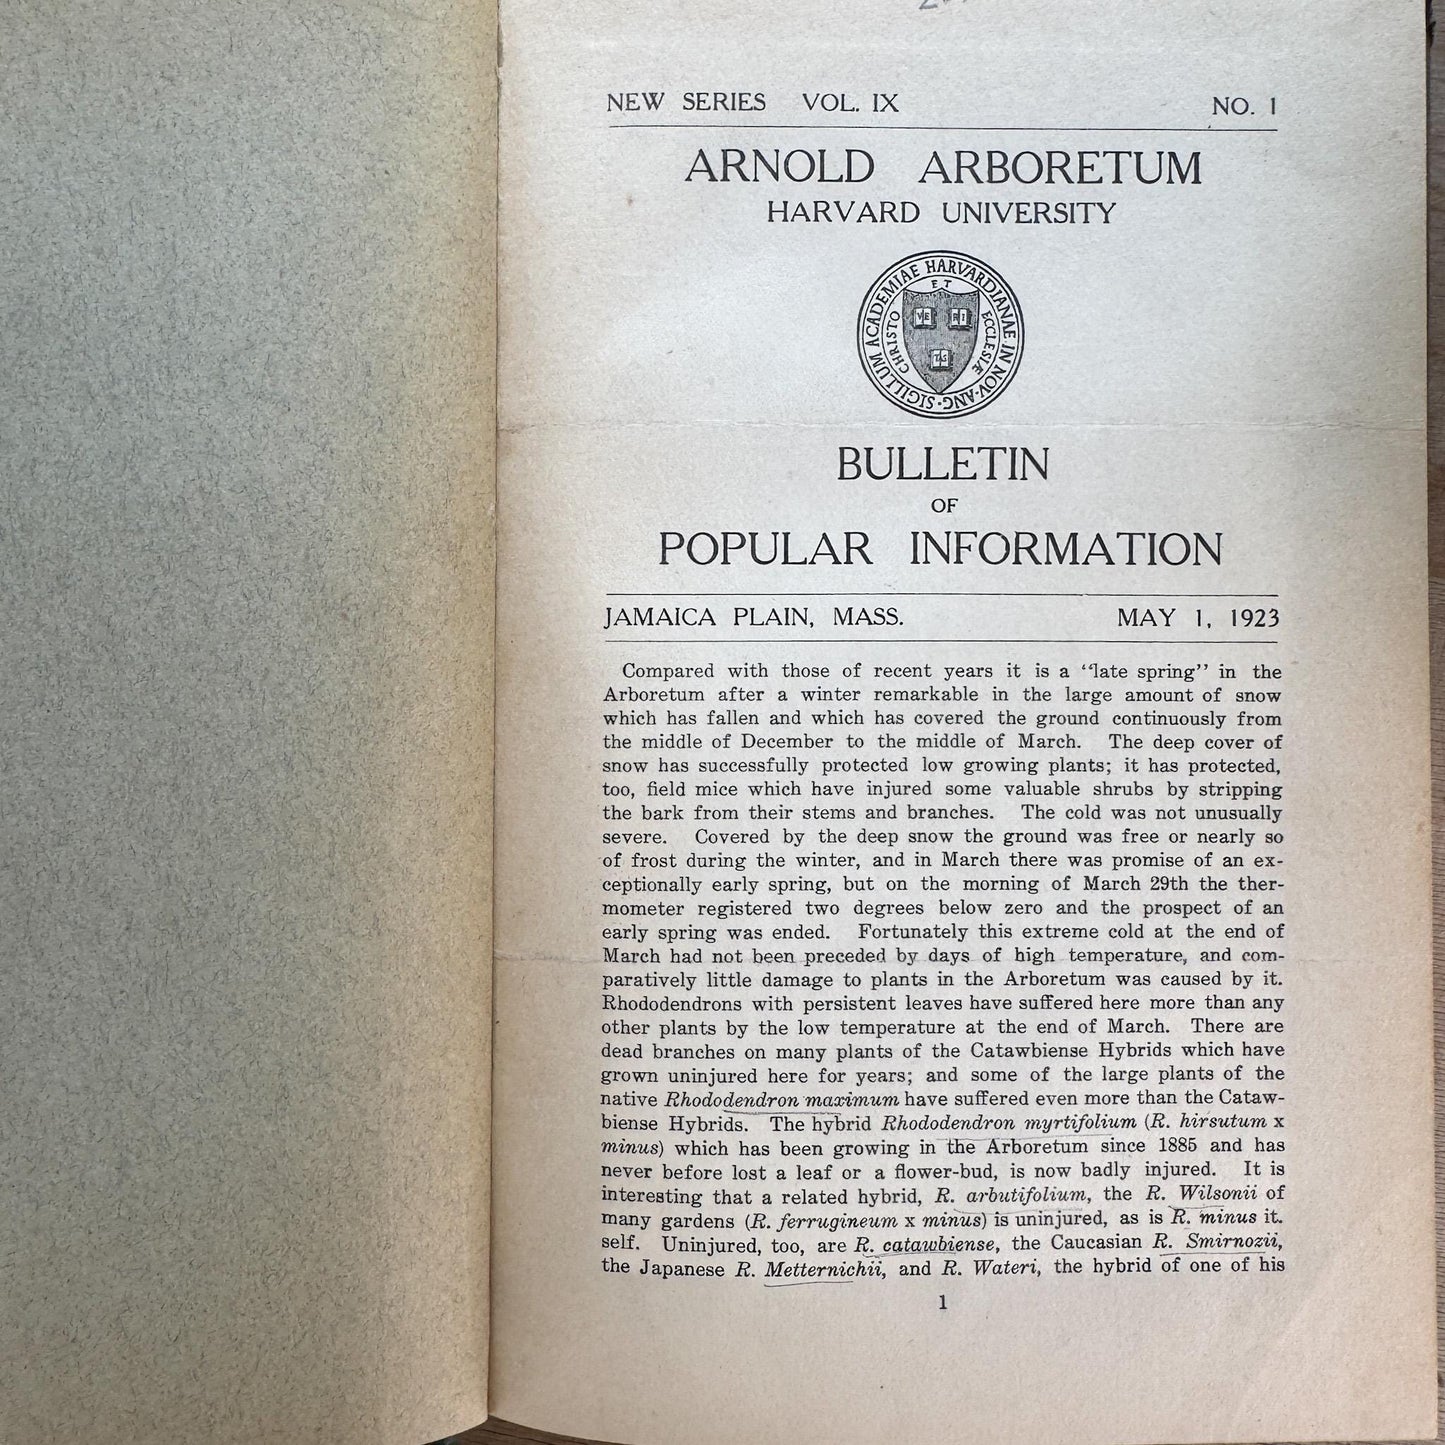 NEW SERIES VOL. IX NO. 1
ARNOLD ARBORETUM
HARVARD UNIVERSITY
SIGILLUM ACADEMIAE HARVARDIANAE IN NOV. ANG.
CHRISTO ET ECCLESIÆ
VE RI
TAS
BULLETIN
OF
POPULAR INFORMATION
JAMAICA PLAIN, MASS. MAY 1, 1923
Compared with those of recent years it is a "late spring" in the
Arboretum after a winter remarkable in the large amount of snow
which has fallen and which has covered the ground continuously from
the middle of December to the middle of March. The deep cover of
snow has successfully protected low growing plants; it has protected,
too, field mice which have injured some valuable shrubs by stripping
the bark from their stems and branches. The cold was not unusually
severe. Covered by the deep snow the ground was free or nearly so
of frost during the winter, and in March there was promise of an ex-
ceptionally early spring, but on the morning of March 29th the ther-
mometer registered two degrees below zero and the prospect of an
early spring was ended. Fortunately this extreme cold at the end of
March had not been preceded by days of high temperature, and com-
paratively little damage to plants in the Arboretum was caused by it.
Rhododendrons with persistent leaves have suffered here more than any
other plants by the low temperature at the end of March. There are
dead branches on many plants of the Catawbiense Hybrids which have
grown uninjured here for years; and some of the large plants of the
native Rhododendron maximum have suffered even more than the Cataw-
biense Hybrids. The hybrid Rhododendron myrtifolium (R. hirsutum x
minus) which has been growing in the Arboretum since 1885 and has
never before lost a leaf or a flower-bud, is now badly injured. It is
interesting that a related hybrid, R. arbutifolium, the R. Wilsonii of
many gardens (R. ferrugineum x minus) is uninjured, as is R. minus it.
self. Uninjured, too, are R. catawbiense, the Caucasian R. Smirnozii,
the Japanese R. Metternichii, and R. Wateri, the hybrid of one of his
1